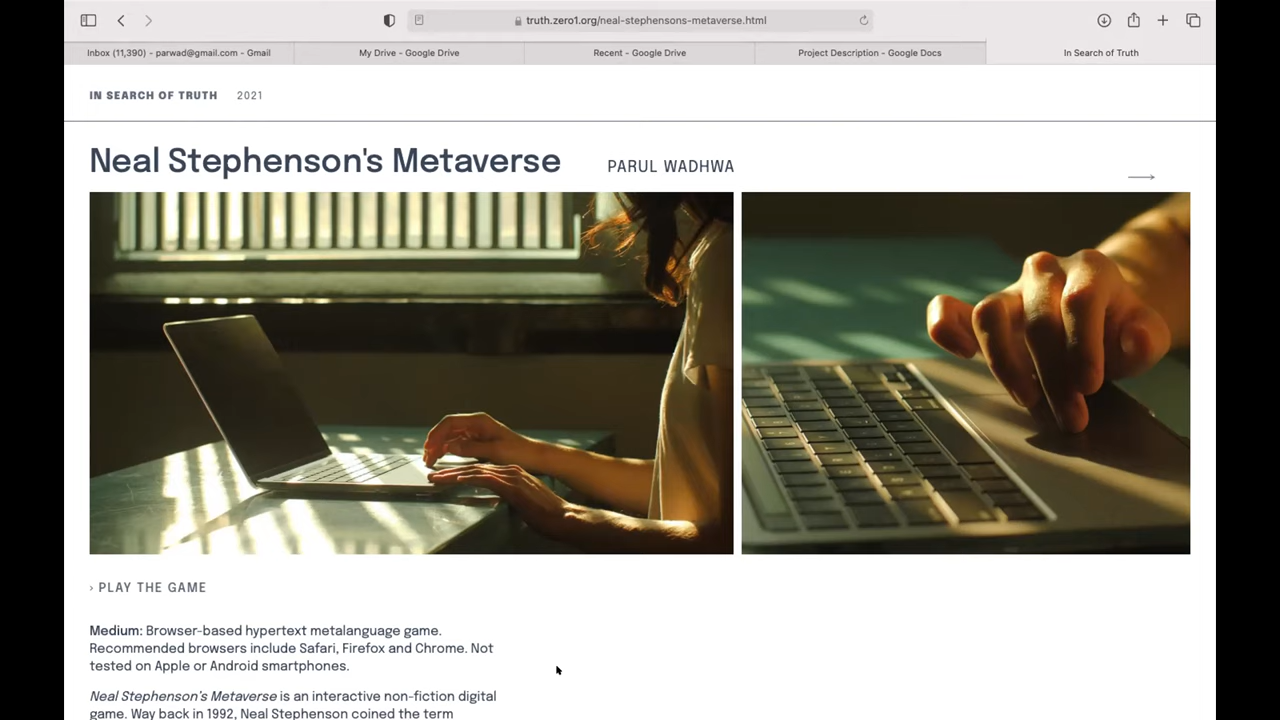 truth.zero1.org/neal-stephensons-metaverse.html
Inbox (11,390) - parwad@gmail.com - Gmail
My Drive - Google Drive
Recent - Google Drive
Project Description - Google Docs
In Search of Truth
IN SEARCH OF TRUTH 2021
Neal Stephenson's Metaverse PARUL WADHWA
› PLAY THE GAME
Medium: Browser-based hypertext metalanguage game.
Recommended browsers include Safari, Firefox and Chrome. Not
tested on Apple or Android smartphones.
Neal Stephenson's Metaverse is an interactive non-fiction digital
game. Way back in 1992, Neal Stephenson coined the term